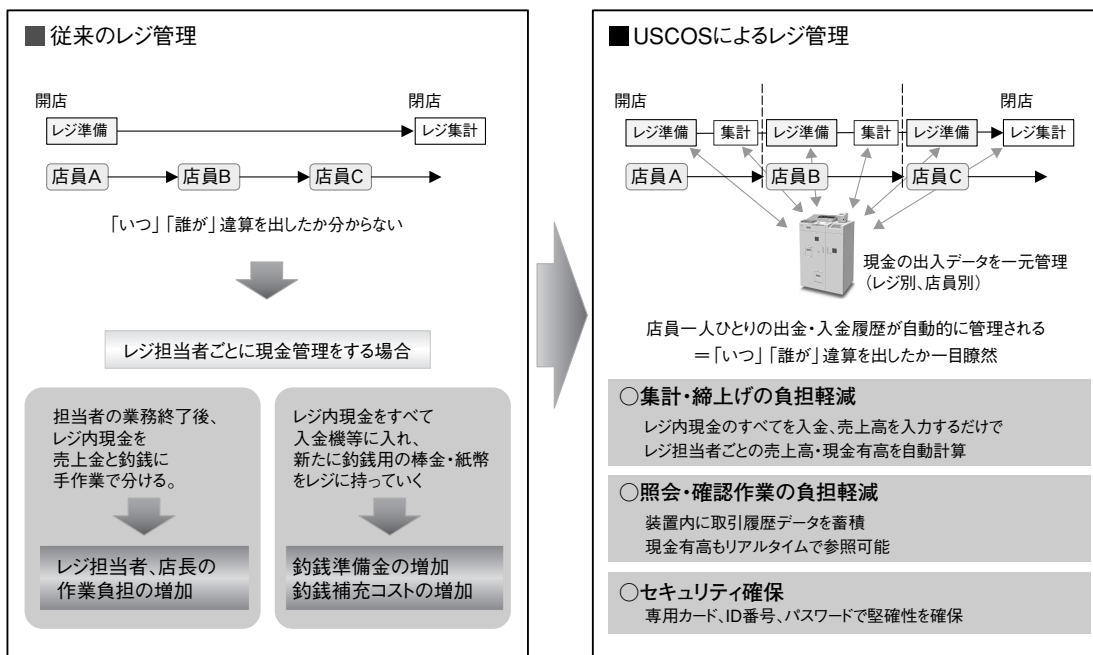 ■従来のレジ管理
開店
閉店
レジ準備
レジ集計
店員A
店員B
店員C
「いつ」「誰が」違算を出したか分からない
レジ担当者ごとに現金管理をする場合
担当者の業務終了後、
レジ内現金を
売上金と釣銭に
手作業で分ける。
レジ担当者、店長の
作業負担の増加
レジ内現金をすべて
入金機等に入れ、
新たに釣銭用の棒金・紙幣
をレジに持っていく
釣銭準備金の増加
釣銭補充コストの増加
■USCOSによるレジ管理
開店
閉店
レジ準備
集計
レジ準備
集計
レジ準備
レジ集計
店員A
店員B
店員C
現金の出入データを一元管理
(レジ別、店員別)
店員一人ひとりの出金・入金履歴が自動的に管理される
=「いつ」「誰が」違算を出したか一目瞭然
○集計・締上げの負担軽減
レジ内現金のすべてを入金、売上高を入力するだけで
レジ担当者ごとの売上高・現金有高を自動計算
○照会・確認作業の負担軽減
装置内に取引履歴データを蓄積
現金有高もリアルタイムで参照可能
○セキュリティ確保
専用カード、ID番号、パスワードで堅確性を確保